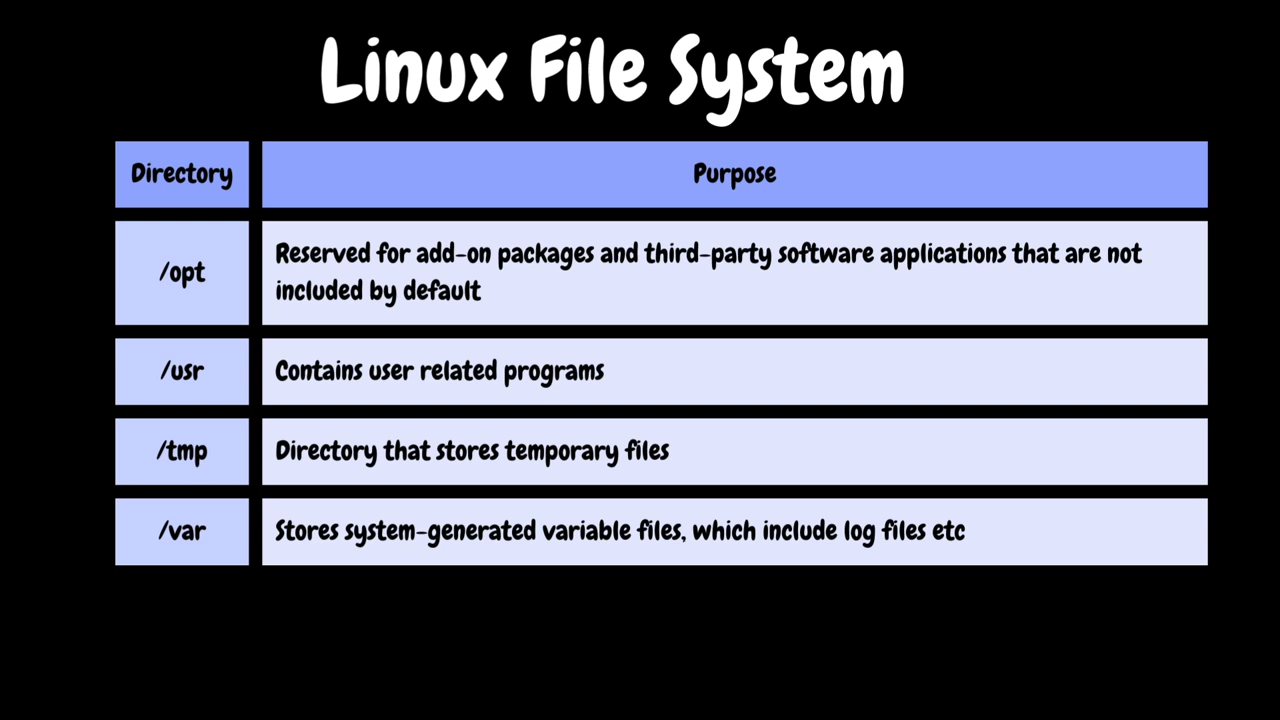 Linux File System
Directory
Purpose
/opt
Reserved for add-on packages and third-party software applications that are not
included by default
/usr
Contains user related programs
/tmp
Directory that stores temporary files
/var
Stores system-generated variable files, which include log files etc